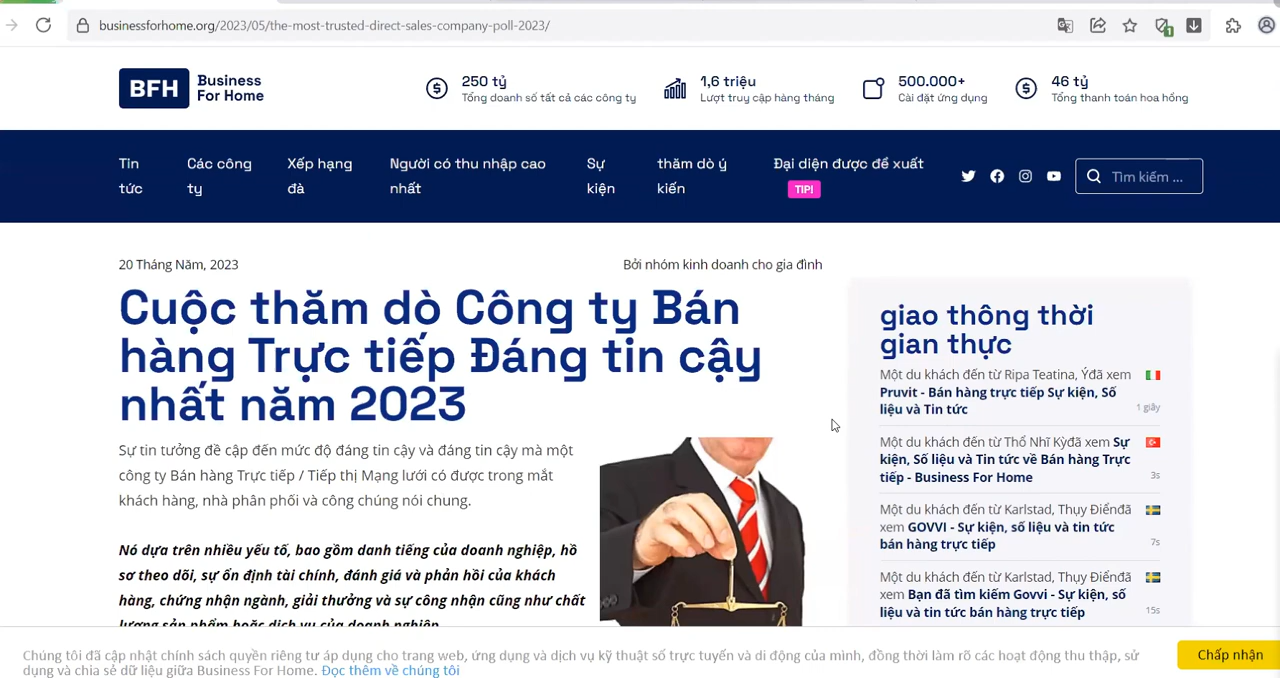 businessforhome.org/2023/05/the-most-trusted-direct-sales-company-poll-2023/
1
BFH
Business
For Home
250 tỷ
Tổng doanh số tất cả các công ty
1,6 triệu
Lượt truy cập hàng tháng
500.000+
Cài đặt ứng dụng
46 tỷ
Tổng thanh toán hoa hồng
Tin
tức
Các công
ty
Xếp hạng
đà
Người có thu nhập cao
nhất
Sự
kiện
thăm dò ý
kiến
Đại diện được đề xuất
TIPI
Tìm kiếm ...
20 Tháng Năm, 2023
Bởi nhóm kinh doanh cho gia đình
Cuộc thăm dò Công ty Bán
hàng Trực tiếp Đáng tin cậy
nhất năm 2023
Sự tin tưởng đề cập đến mức độ đáng tin cậy và đáng tin cậy mà một
công ty Bán hàng Trực tiếp / Tiếp thị Mạng lưới có được trong mắt
khách hàng, nhà phân phối và công chúng nói chung.
Nó dựa trên nhiều yếu tố, bao gồm danh tiếng của doanh nghiệp, hồ
sơ theo dõi, sự ổn định tài chính, đánh giá và phản hồi của khách
hàng, chứng nhận ngành, giải thưởng và sự công nhận cũng như chất
lượng sản phẩm hoặc dịch vụ của doanh nghiệp
giao thông thời
gian thực
Một du khách đến từ Ripa Teatina, Ýđã xem
Pruvit - Bán hàng trực tiếp Sự kiện, Số
liệu và Tin tức
1 giây
Một du khách đến từ Thổ Nhĩ Kỳđã xem Sự
kiện, Số liệu và Tin tức về Bán hàng Trực
tiếp - Business For Home
3s
Một du khách đến từ Karlstad, Thụy Điểnđã
xem GOVVI - Sự kiện, số liệu và tin tức
bán hàng trực tiếp
7s
Một du khách đến từ Karlstad, Thụy Điểnđã
xem Bạn đã tìm kiếm Govvi - Sự kiện, số
liệu và tin tức bán hàng trực tiếp
15s
Chúng tôi đã cập nhật chính sách quyền riêng tư áp dụng cho trang web, ứng dụng và dịch vụ kỹ thuật số trực tuyến và di động của mình, đồng thời làm rõ các hoạt động thu thập, sử
dụng và chia sẻ dữ liệu giữa Business For Home. Đọc thêm về chúng tôi
Chấp nhận